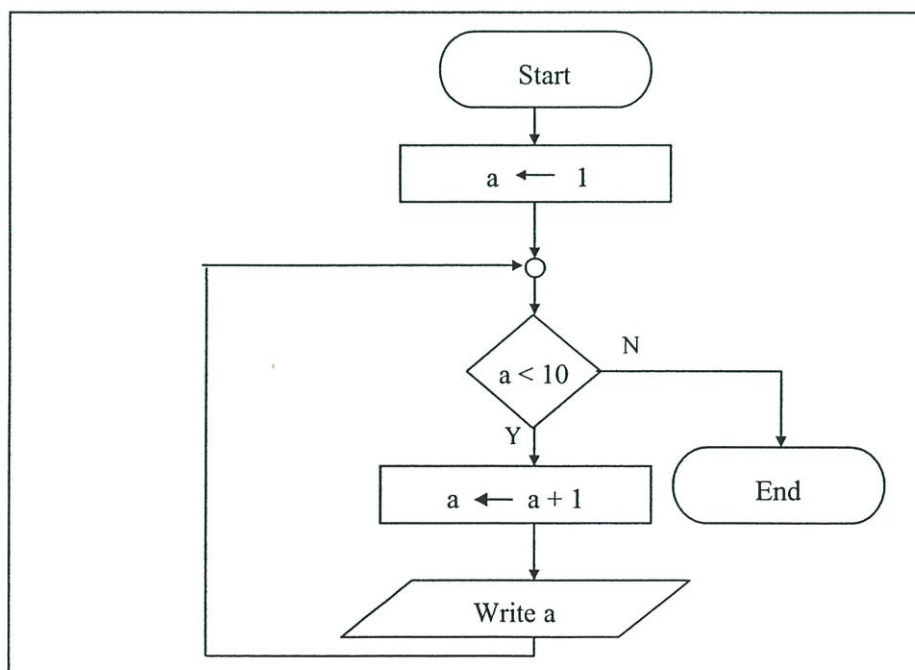 Start
a ← 1
a < 10
N
Y
a ← a + 1
End
Write a